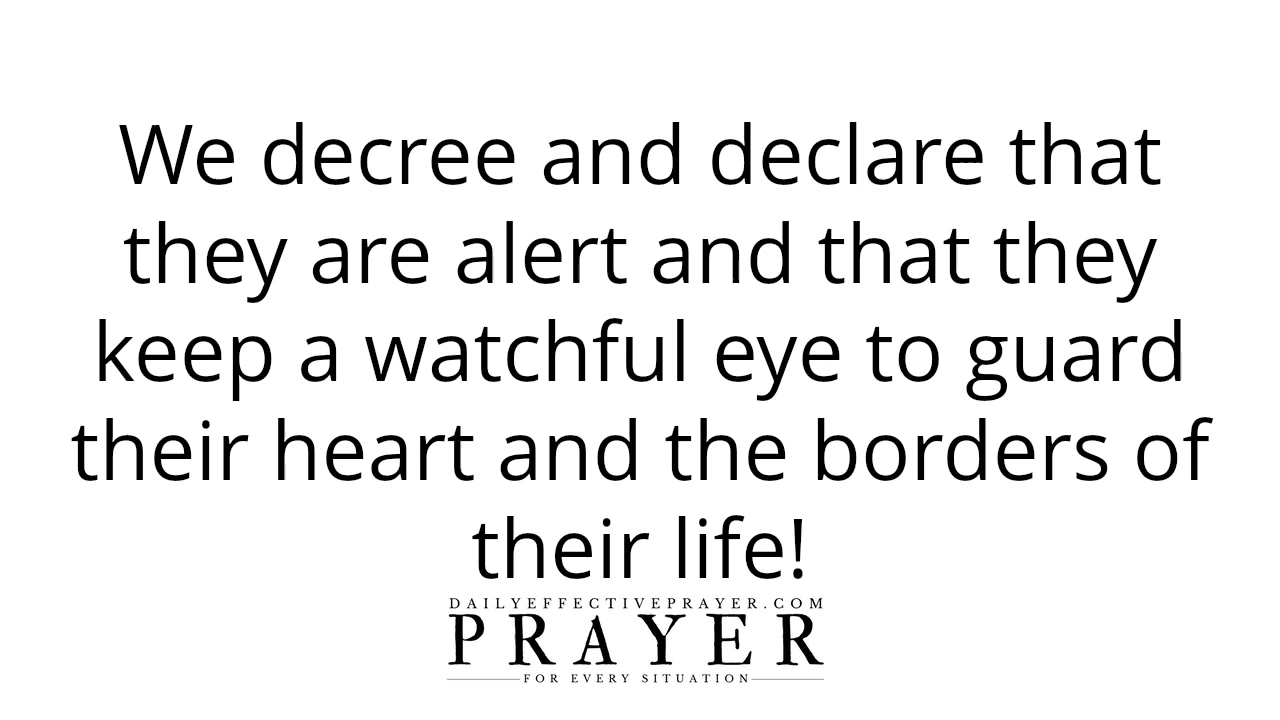 We decree and declare that
they are alert and that they
keep a watchful eye to guard
their heart and the borders of
their life!
DAILYEFFECTIVEPRAYER.COM
PRAYER
FOR EVERY SITUATION